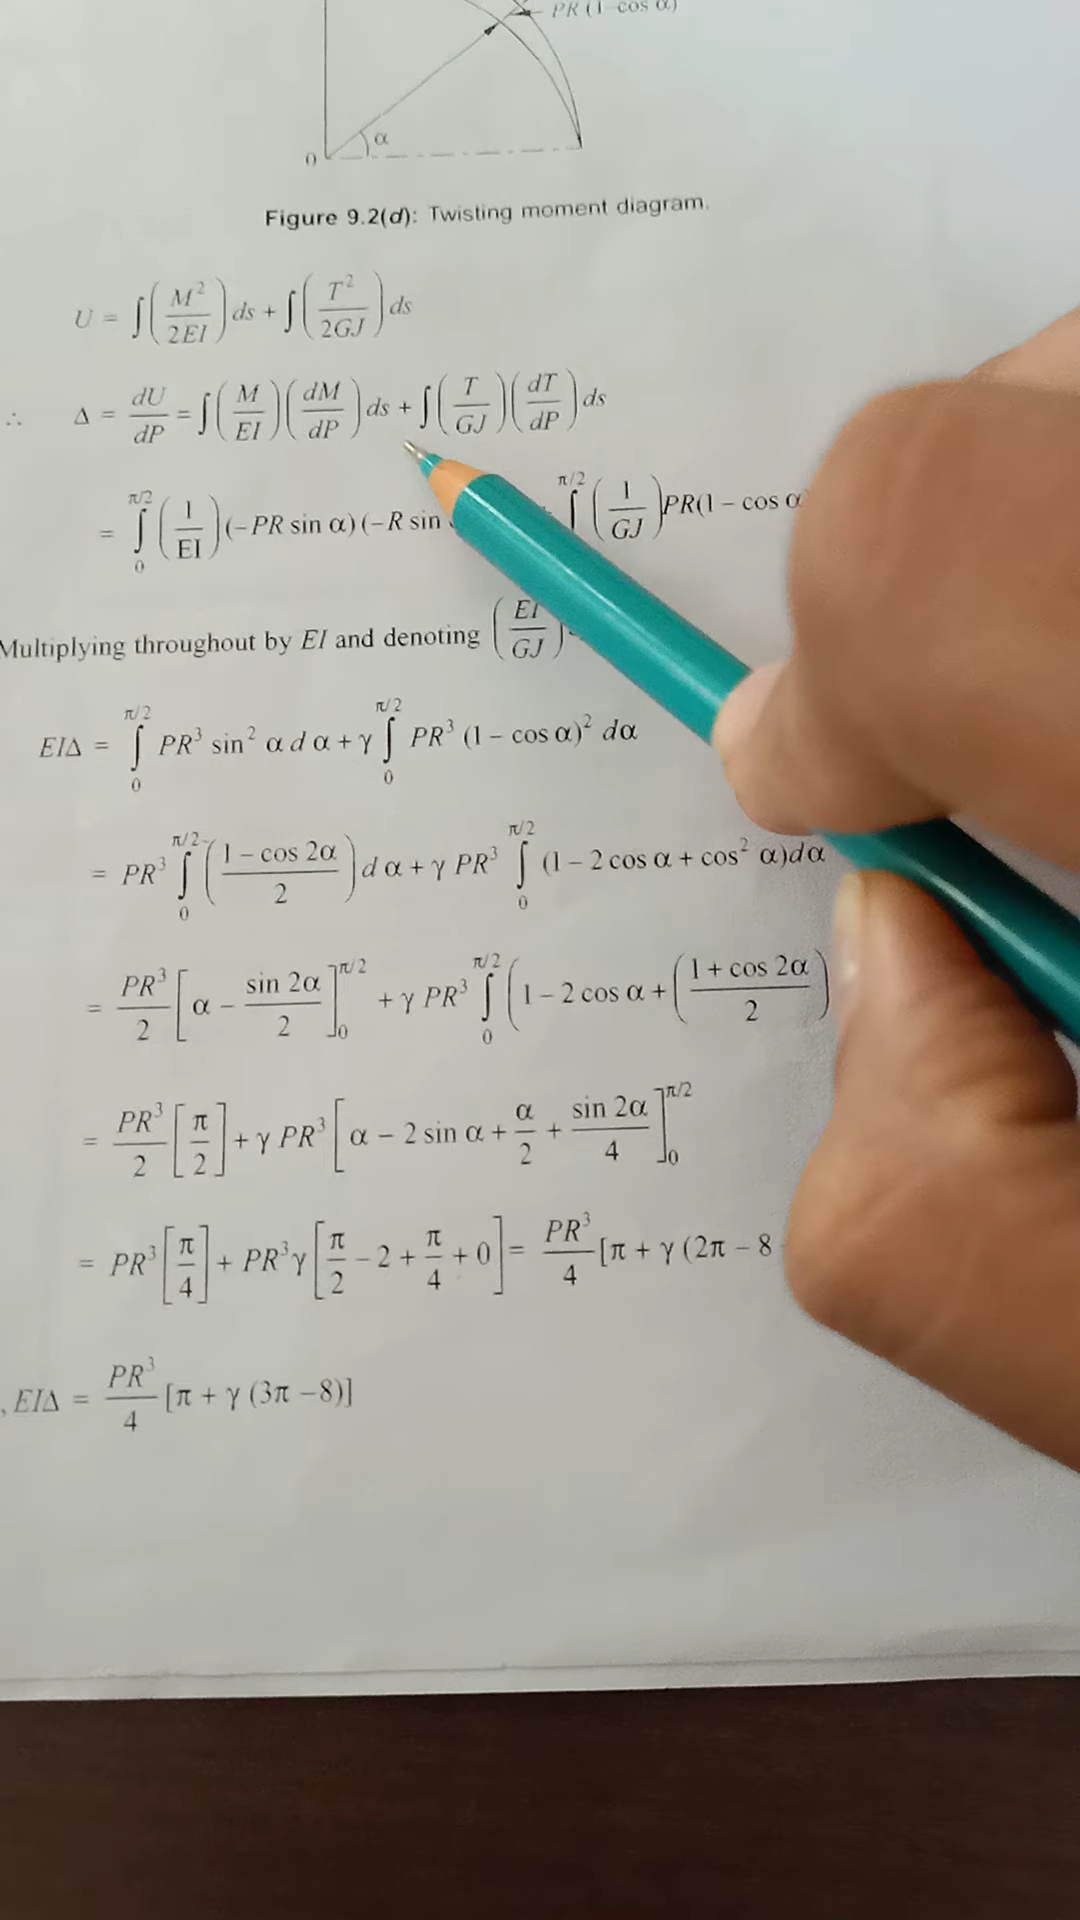 PR (1-cos α)
α
0
Figure 9.2(d): Twisting moment diagram.
U = ∫(M²/2EI) ds + ∫(T²/2GJ) ds
∴ Δ = dU/dP = ∫(M/EI)(dM/dP) ds + ∫(T/GJ)(dT/dP) ds
= ∫₀^{π/2} (1/EI) (–PR sin α) (–R sin ∫^{π/2} (1/GJ) PR(1 – cos α
Multiplying throughout by EI and denoting (EI/GJ)
EIΔ = ∫₀^{π/2} PR³ sin² α d α + γ ∫₀^{π/2} PR³ (1 – cos α)² dα
= PR³ ∫₀^{π/2} ((1 – cos 2α)/2) d α + γ PR³ ∫₀^{π/2} (1 – 2 cos α + cos² α)dα
= PR³/2 [α – sin 2α/2]₀^{π/2} + γ PR³ ∫₀^{π/2} (1 – 2 cos α + ((1 + cos 2α)/2)
= PR³/2 [π/2] + γ PR³ [α – 2 sin α + α/2 + sin 2α/4]₀^{π/2}
= PR³ [π/4] + PR³γ [π/2 – 2 + π/4 + 0] = PR³/4 [π + γ (2π – 8
, EIΔ = PR³/4 [π + γ (3π – 8)]